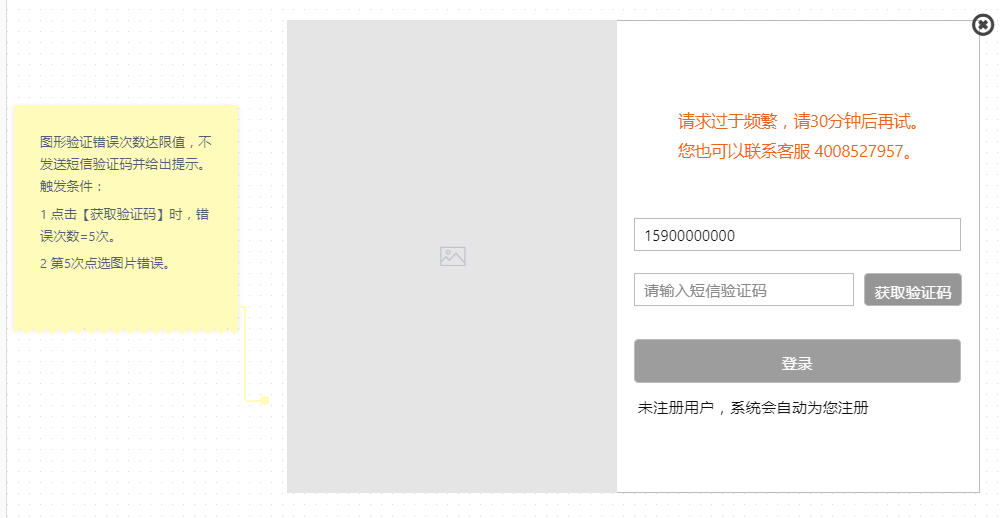 图形验证错误次数达限值，不
发送短信验证码并给出提示。
触发条件：
1 点击【获取验证码】时，错
误次数=5次。
2 第5次点选图片错误。
请求过于频繁，请30分钟后再试。
您也可以联系客服 4008527957。
15900000000
请输入短信验证码
获取验证码
登录
未注册用户，系统会自动为您注册